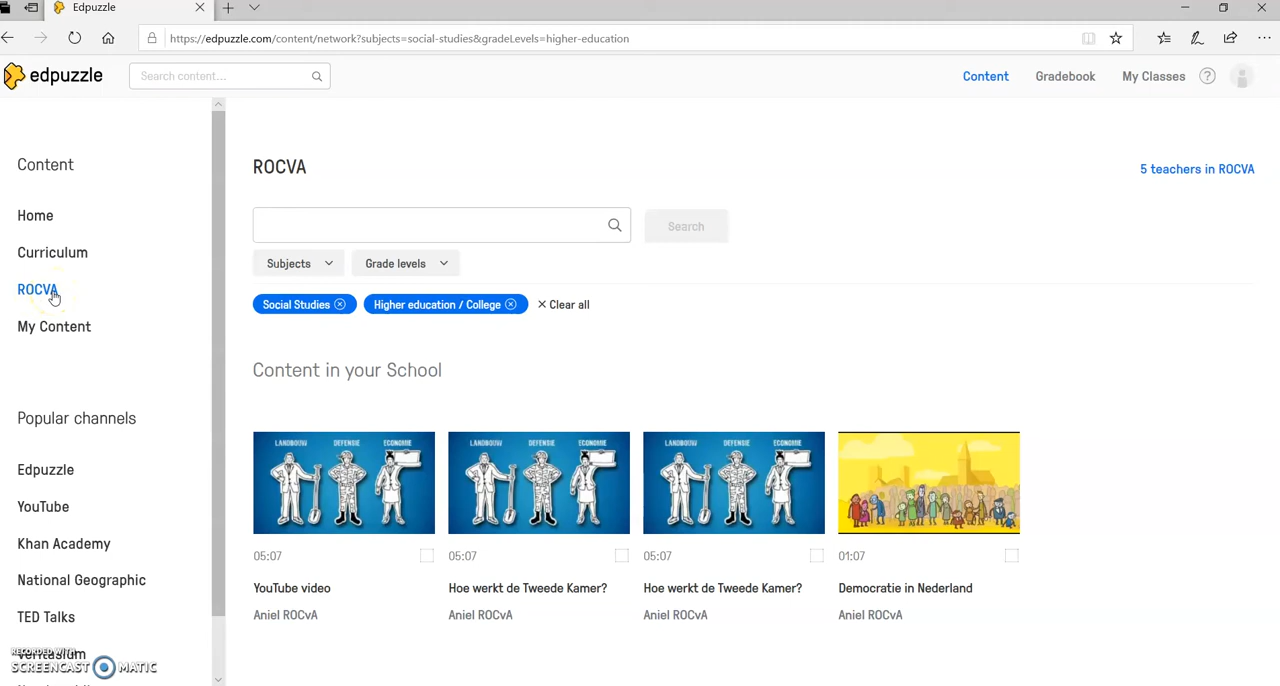 Edpuzzle
https://edpuzzle.com/content/network?subjects=social-studies&gradeLevels=higher-education
edpuzzle
Search content...
Content
Gradebook
My Classes
?
Content
Home
Curriculum
ROCVA
My Content
Popular channels
Edpuzzle
YouTube
Khan Academy
National Geographic
TED Talks
Veritasium
RECORDED WITH
SCREENCAST MATIC
ROCVA
5 teachers in ROCVA
Search
Subjects
Grade levels
Social Studies
Higher education / College
Clear all
Content in your School
LANDBOUW DEFENSIE ECONOMIE
LANDBOUW DEFENSIE ECONOMIE
LANDBOUW DEFENSIE ECONOMIE
05:07
05:07
05:07
01:07
YouTube video
Hoe werkt de Tweede Kamer?
Hoe werkt de Tweede Kamer?
Democratie in Nederland
Aniel ROCvA
Aniel ROCvA
Aniel ROCvA
Aniel ROCvA